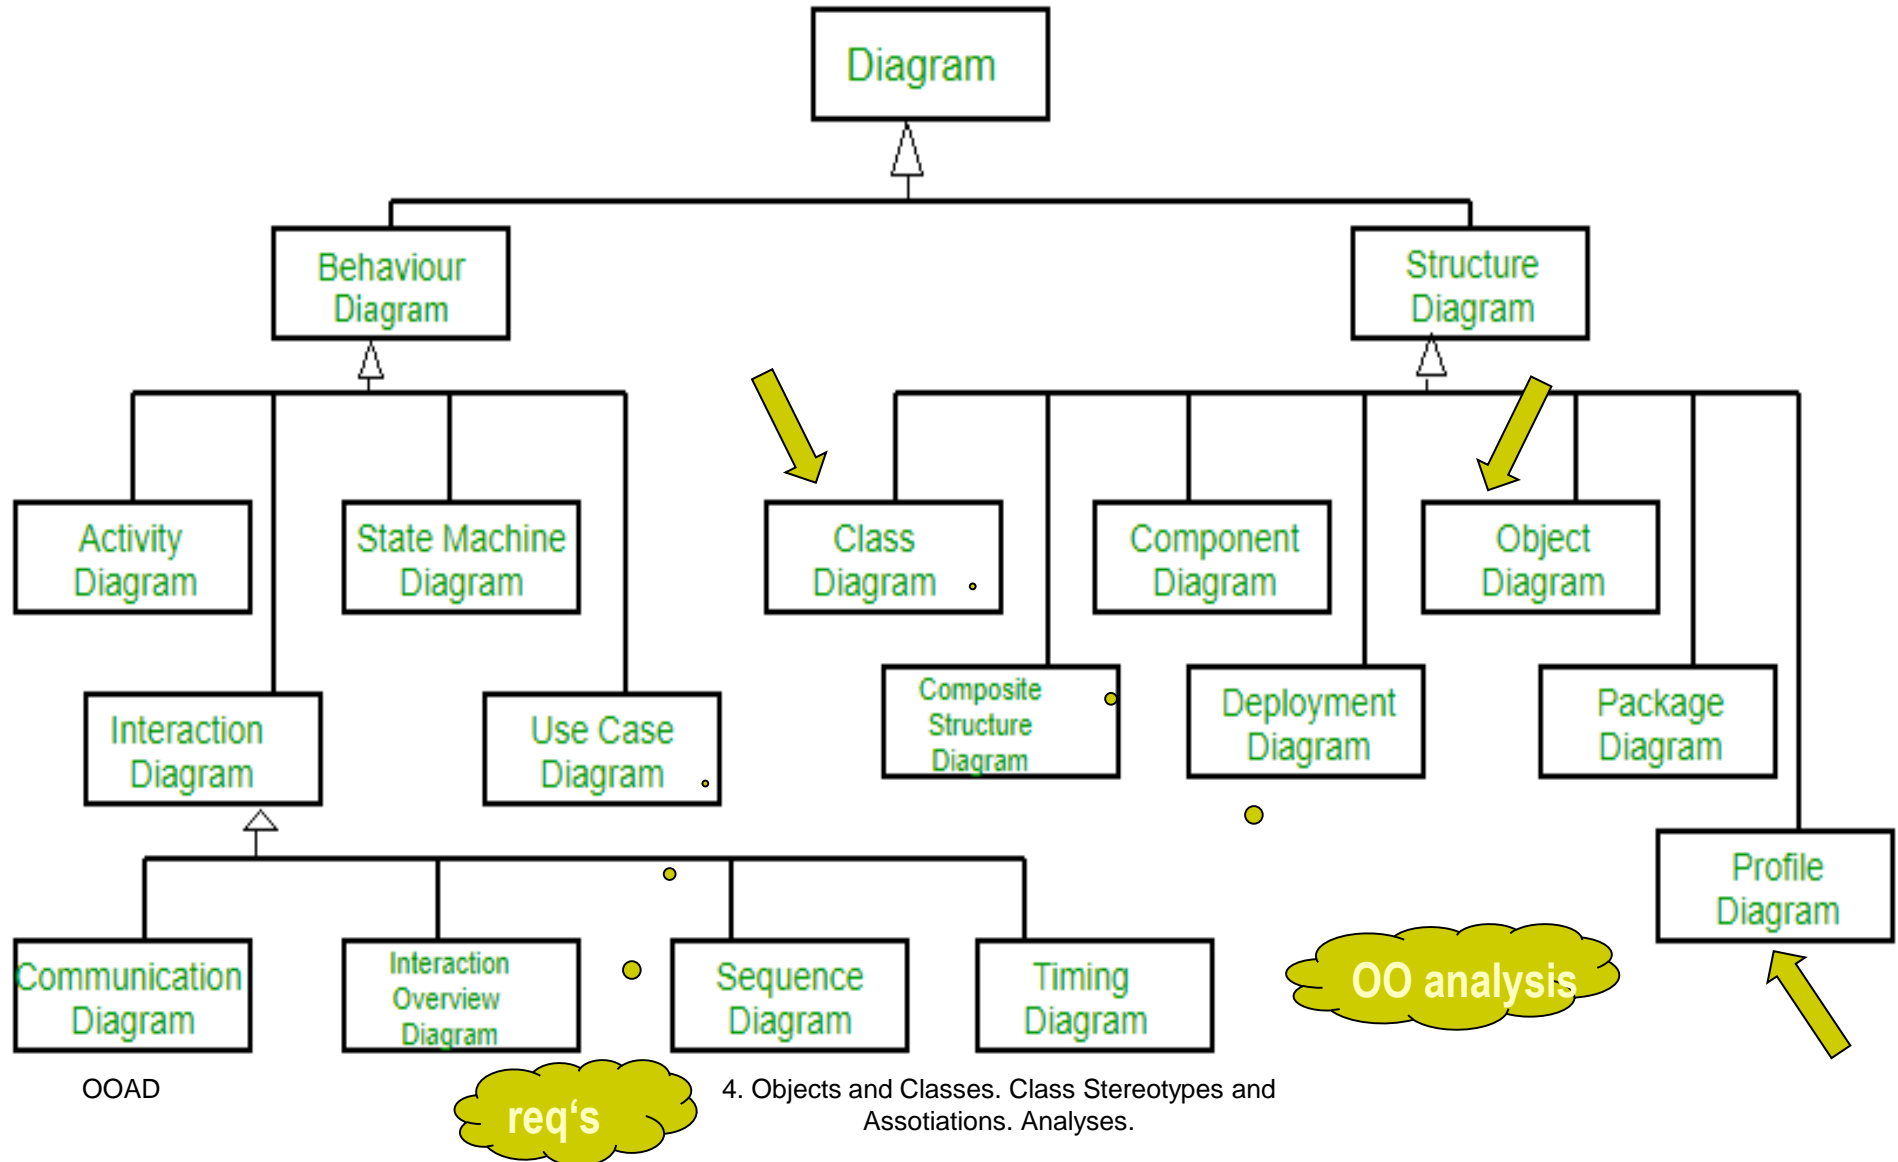 Diagram
Behaviour
Diagram
Structure
Diagram
Activity
Diagram
State Machine
Diagram
Class
Diagram
Component
Diagram
Object
Diagram
Interaction
Diagram
Use Case
Diagram
Composite
Structure
Diagram
Deployment
Diagram
Package
Diagram
Profile
Diagram
Communication
Diagram
Interaction
Overview
Diagram
Sequence
Diagram
Timing
Diagram
OO analysis
req‘s
OOAD
4. Objects and Classes. Class Stereotypes and
Assotiations. Analyses.